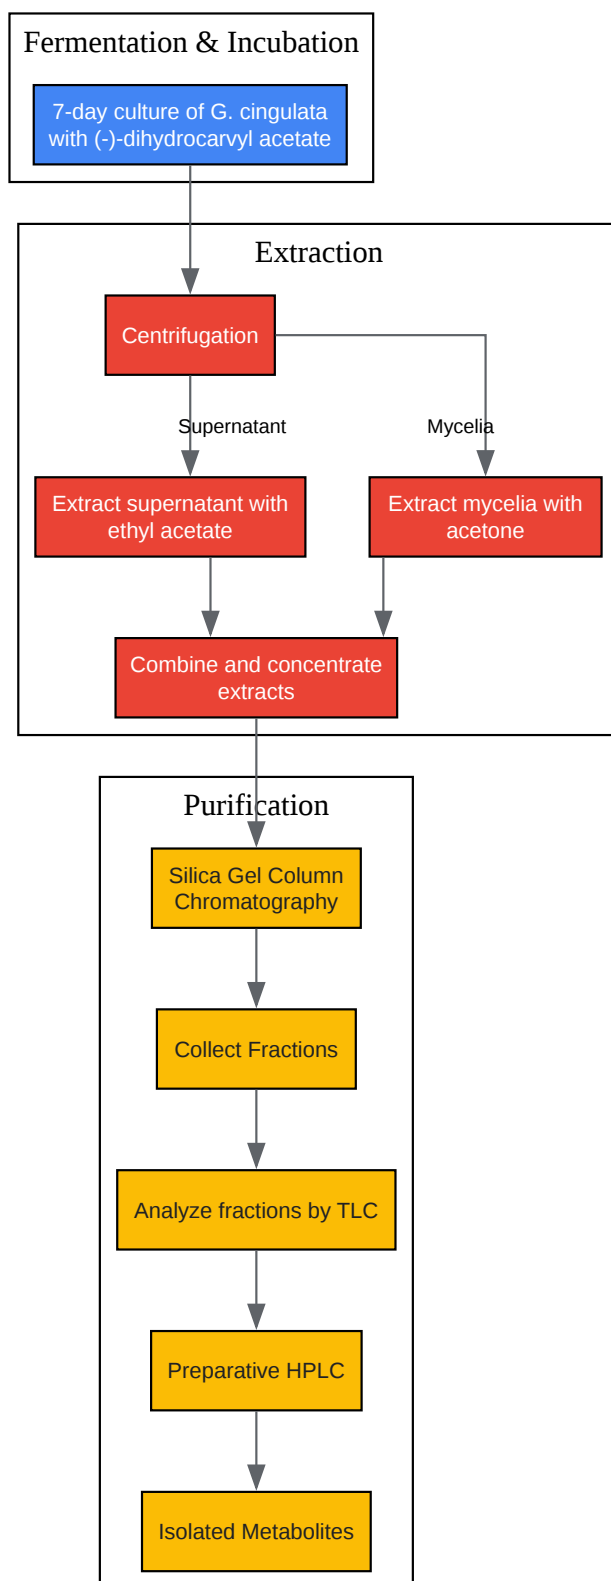 Fermentation & Incubation
7-day culture of G. cingulata
with (-)-dihydrocarvyl acetate
Extraction
Centrifugation
Supernatant
Mycelia
Extract supernatant with
ethyl acetate
Extract mycelia with
acetone
Combine and concentrate
extracts
Purification
Silica Gel Column
Chromatography
Collect Fractions
Analyze fractions by TLC
Preparative HPLC
Isolated Metabolites